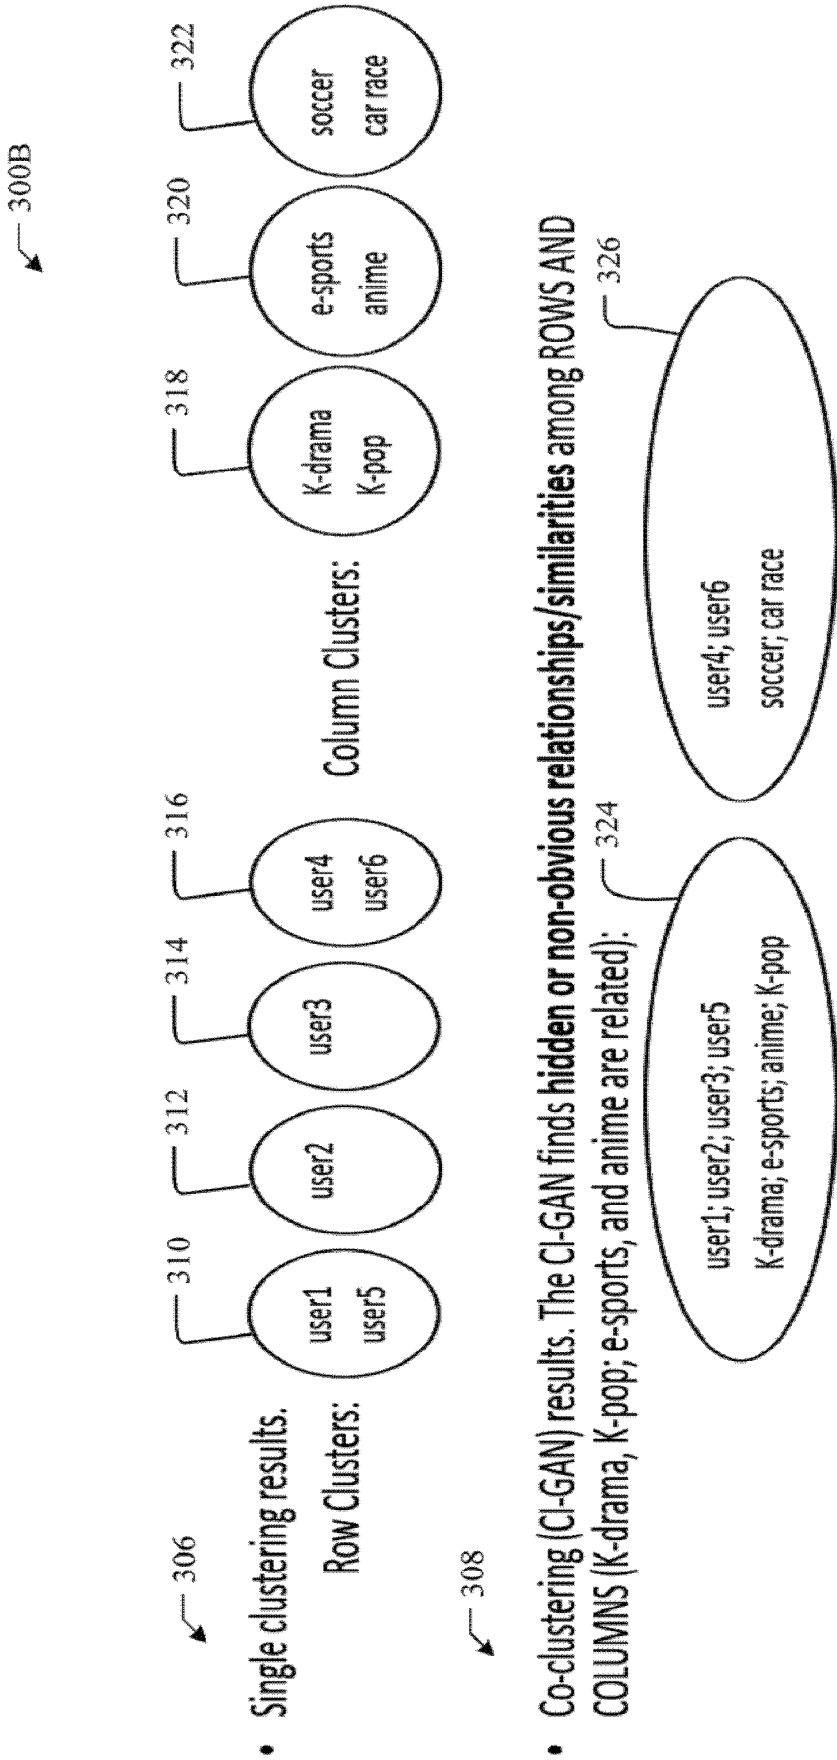 300B
306
• Single clustering results.
Row Clusters:
310
user1
user5
312
user2
314
user3
316
user4
user6
Column Clusters:
318
K-drama
K-pop
320
e-sports
anime
322
soccer
car race
308
• Co-clustering (CI-GAN) results. The CI-GAN finds hidden or non-obvious relationships/similarities among ROWS AND
COLUMNS (K-drama, K-pop; e-sports, and anime are related):
324
user1; user2; user3; user5
K-drama; e-sports; anime; K-pop
326
user4; user6
soccer; car race